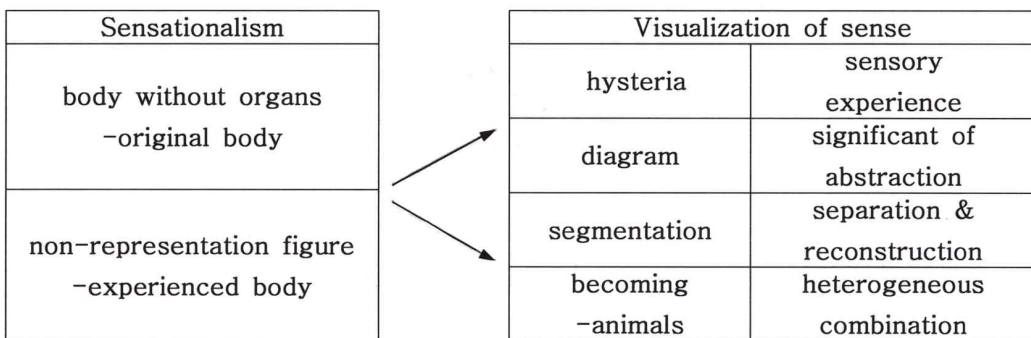 Sensationalism
body without organs
-original body
non-representation figure
-experienced body
Visualization of sense
hysteria
sensory
experience
diagram
significant of
abstraction
segmentation
separation &
reconstruction
becoming
-animals
heterogeneous
combination